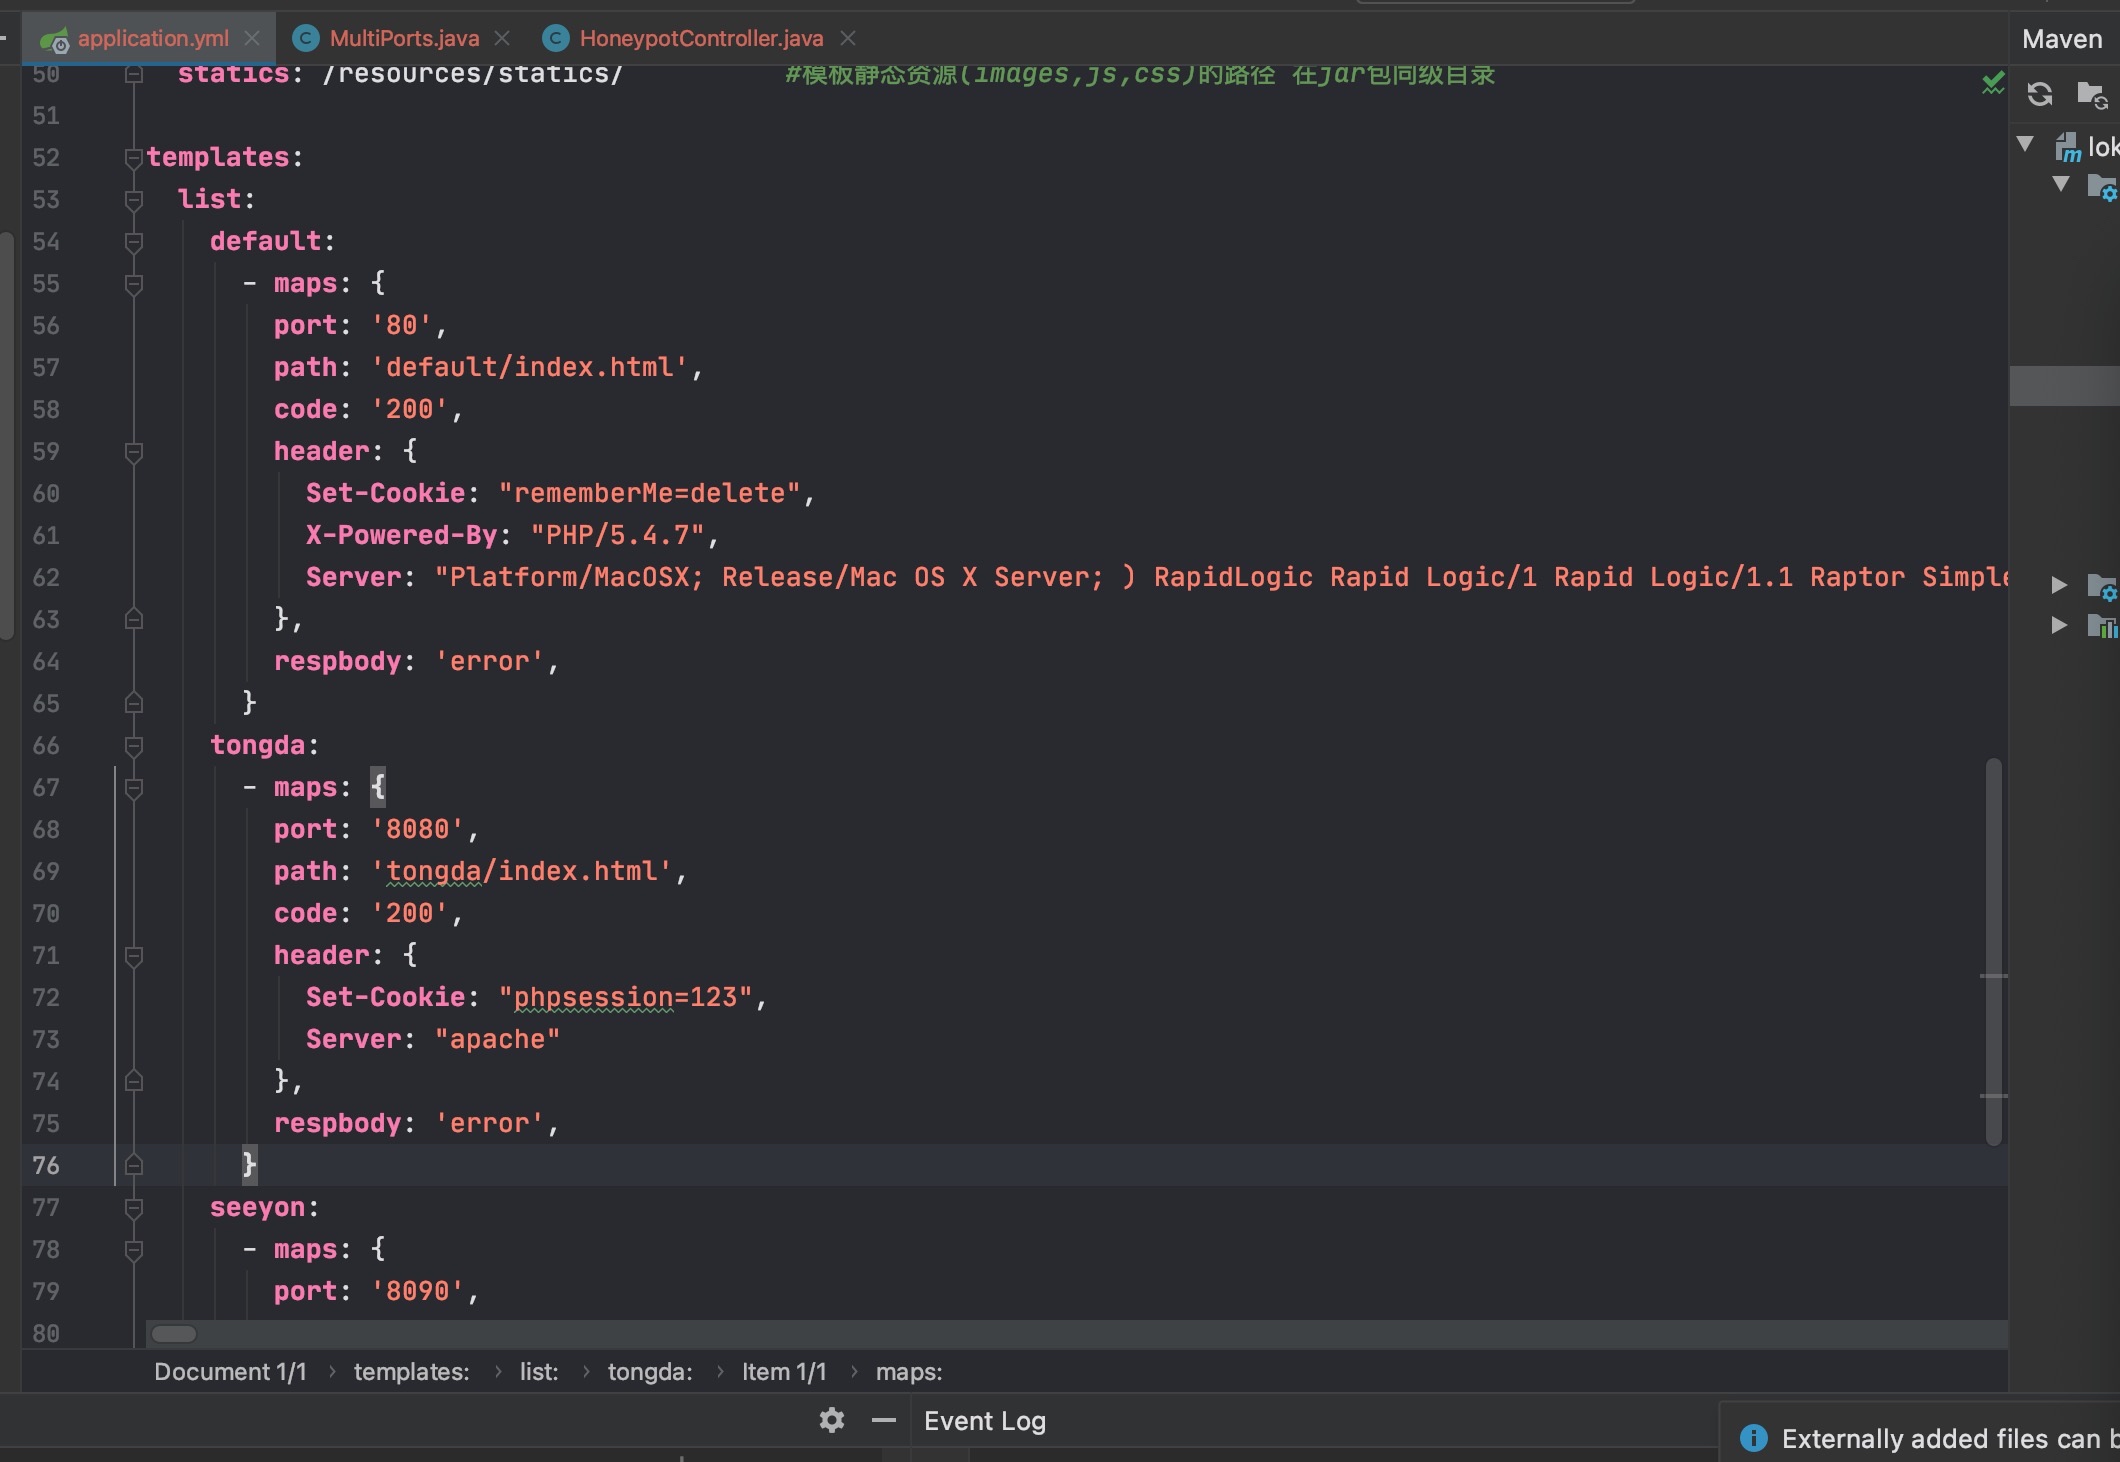 application.yml
MultiPorts.java
HoneypotController.java
Maven
50 statics: /resources/statics/ #模板静态资源(images,js,css)的路径 在jar包同级目录
51
52 templates:
53 list:
54 default:
55 - maps: {
56 port: '80',
57 path: 'default/index.html',
58 code: '200',
59 header: {
60 Set-Cookie: "rememberMe=delete",
61 X-Powered-By: "PHP/5.4.7",
62 Server: "Platform/MacOSX; Release/Mac OS X Server; ) RapidLogic Rapid Logic/1 Rapid Logic/1.1 Raptor Simple
63 },
64 respbody: 'error',
65 }
66 tongda:
67 - maps: {
68 port: '8080',
69 path: 'tongda/index.html',
70 code: '200',
71 header: {
72 Set-Cookie: "phpsession=123",
73 Server: "apache"
74 },
75 respbody: 'error',
76 }
77 seeyon:
78 - maps: {
79 port: '8090',
80
lok
Document 1/1 › templates: › list: › tongda: › Item 1/1 › maps:
Event Log
Externally added files can b